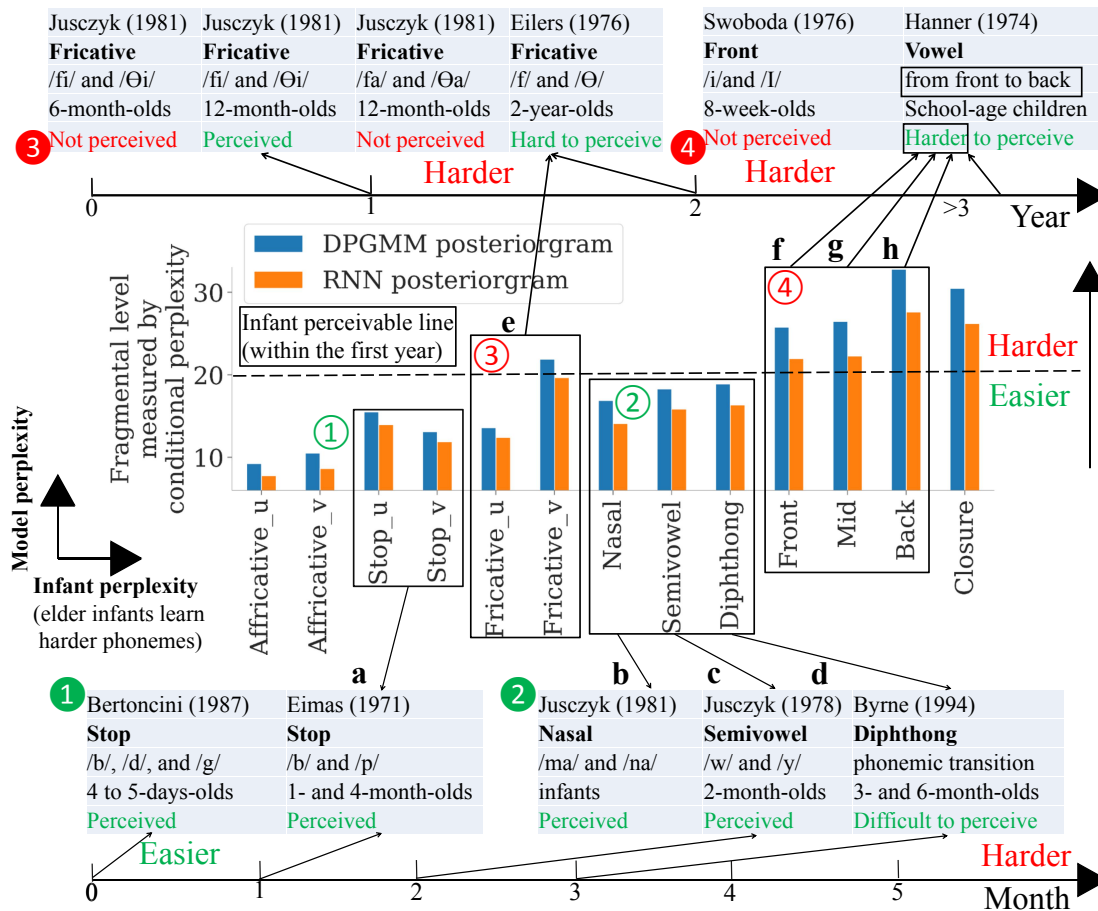 Jusczyk (1981)
Fricative
/fi/ and /Θi/
6-month-olds
Not perceived
Jusczyk (1981)
Fricative
/fi/ and /Θi/
12-month-olds
Perceived
Jusczyk (1981)
Fricative
/fa/ and /Θa/
12-month-olds
Not perceived
Eilers (1976)
Fricative
/f/ and /Θ/
2-year-olds
Hard to perceive
Swoboda (1976)
Front
/i/and /I/
8-week-olds
Not perceived
Hanner (1974)
Vowel
from front to back
School-age children
Harder to perceive
3
4
Harder
Harder
0
1
2
>3
Year
DPGMM posteriorgram
RNN posteriorgram
f
g
h
e
Infant perceivable line
(within the first year)
Fragmental level
measured by
conditional perplexity
30
20
10
1
3
2
4
Harder
Easier
Model perplexity
Infant perplexity
(elder infants learn
harder phonemes)
Affricative_u
Affricative_v
Stop_u
Stop_v
Fricative_u
Fricative_v
Nasal
Semivowel
Diphthong
Front
Mid
Back
Closure
a
b
c
d
1
Bertoncini (1987)
Stop
/b/, /d/, and /g/
4 to 5-days-olds
Perceived
Eimas (1971)
Stop
/b/ and /p/
1- and 4-month-olds
Perceived
2
Jusczyk (1981)
Nasal
/ma/ and /na/
infants
Perceived
Jusczyk (1978)
Semivowel
/w/ and /y/
2-month-olds
Perceived
Byrne (1994)
Diphthong
phonemic transition
3- and 6-month-olds
Difficult to perceive
Easier
Harder
0
1
2
3
4
5
Month